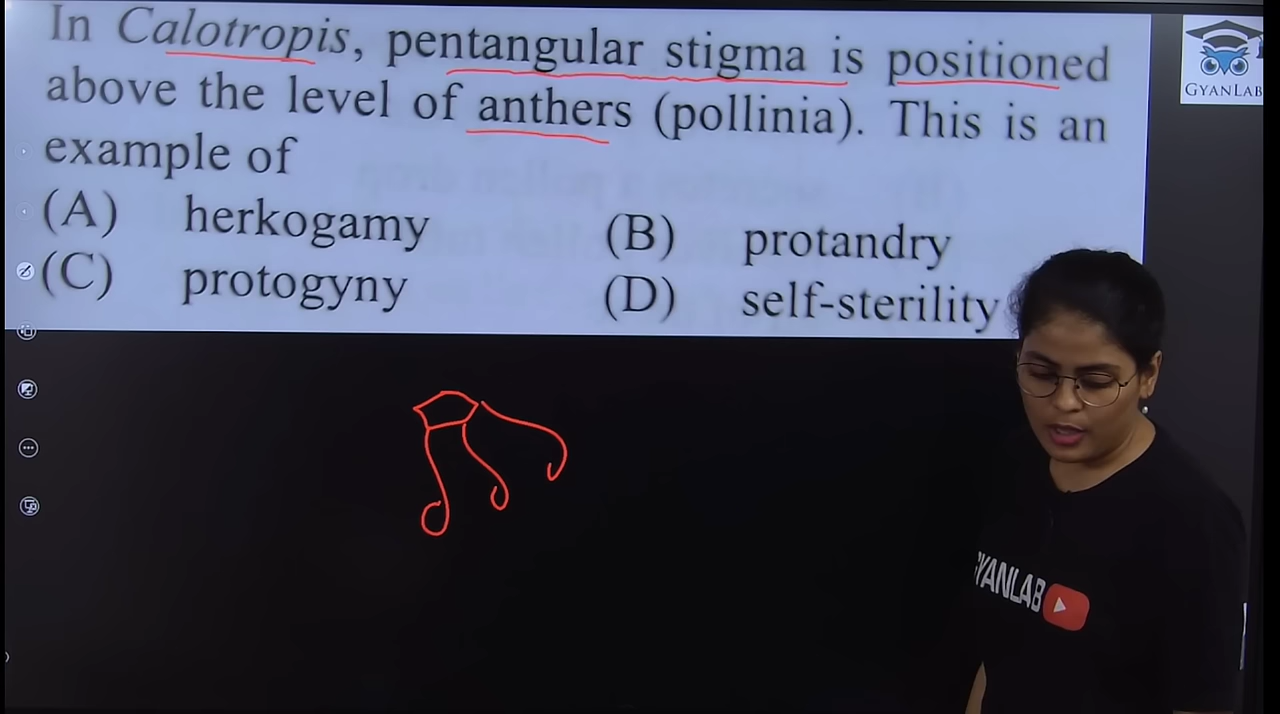 In Calotropis, pentangular stigma is positioned
above the level of anthers (pollinia). This is an
example of
(A) herkogamy (B) protandry
(C) protogyny (D) self-sterility
GYANLAB
YANLAB